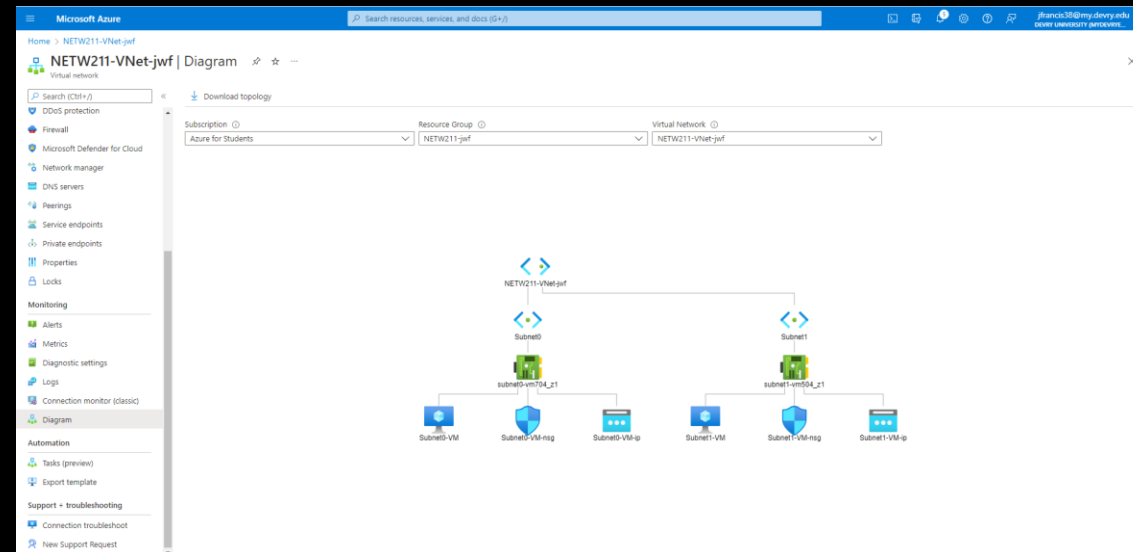 Microsoft Azure
Search resources, services, and docs (G+/)
jfrancis38@my.devry.edu
DEVRY UNIVERSITY (MYDEVRYE...
Home > NETW211-VNet-jwf
NETW211-VNet-jwf | Diagram
Virtual network
Search (Ctrl+/)
Download topology
DDoS protection
Firewall
Microsoft Defender for Cloud
Network manager
DNS servers
Peerings
Service endpoints
Private endpoints
Properties
Locks
Monitoring
Alerts
Metrics
Diagnostic settings
Logs
Connection monitor (classic)
Diagram
Automation
Tasks (preview)
Export template
Support + troubleshooting
Connection troubleshoot
New Support Request
Subscription
Azure for Students
Resource Group
NETW211-jwf
Virtual Network
NETW211-VNet-jwf
NETW211-VNet-jwf
Subnet0
Subnet1
subnet0-vm704_z1
subnet1-vm504_z1
Subnet0-VM
Subnet0-VM-nsg
Subnet0-VM-ip
Subnet1-VM
Subnet1-VM-nsg
Subnet1-VM-ip